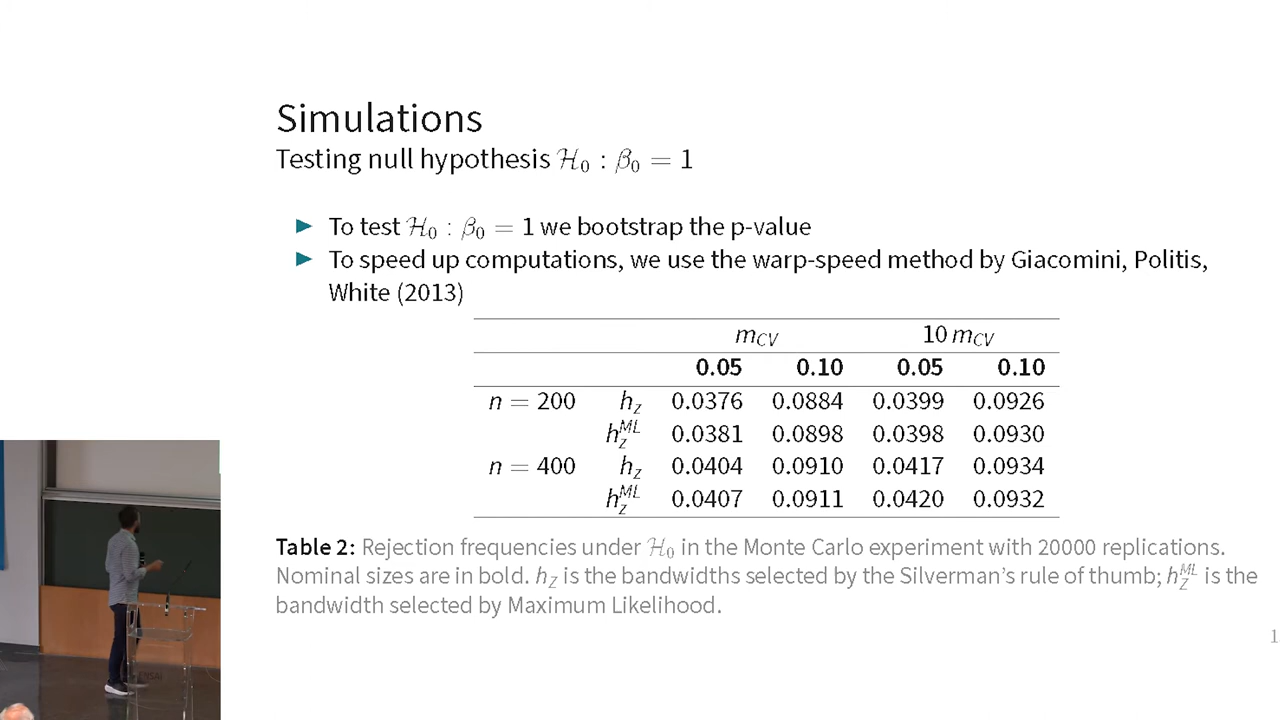 Simulations
Testing null hypothesis ℋ₀ : β₀ = 1
▶ To test ℋ₀ : β₀ = 1 we bootstrap the p-value
▶ To speed up computations, we use the warp-speed method by Giacomini, Politis,
White (2013)
m_CV 10 m_CV
0.05 0.10 0.05 0.10
n = 200 h_Z 0.0376 0.0884 0.0399 0.0926
h_Z^ML 0.0381 0.0898 0.0398 0.0930
n = 400 h_Z 0.0404 0.0910 0.0417 0.0934
h_Z^ML 0.0407 0.0911 0.0420 0.0932
Table 2: Rejection frequencies under ℋ₀ in the Monte Carlo experiment with 20000 replications.
Nominal sizes are in bold. h_Z is the bandwidths selected by the Silverman's rule of thumb; h_Z^ML is the
bandwidth selected by Maximum Likelihood.
1